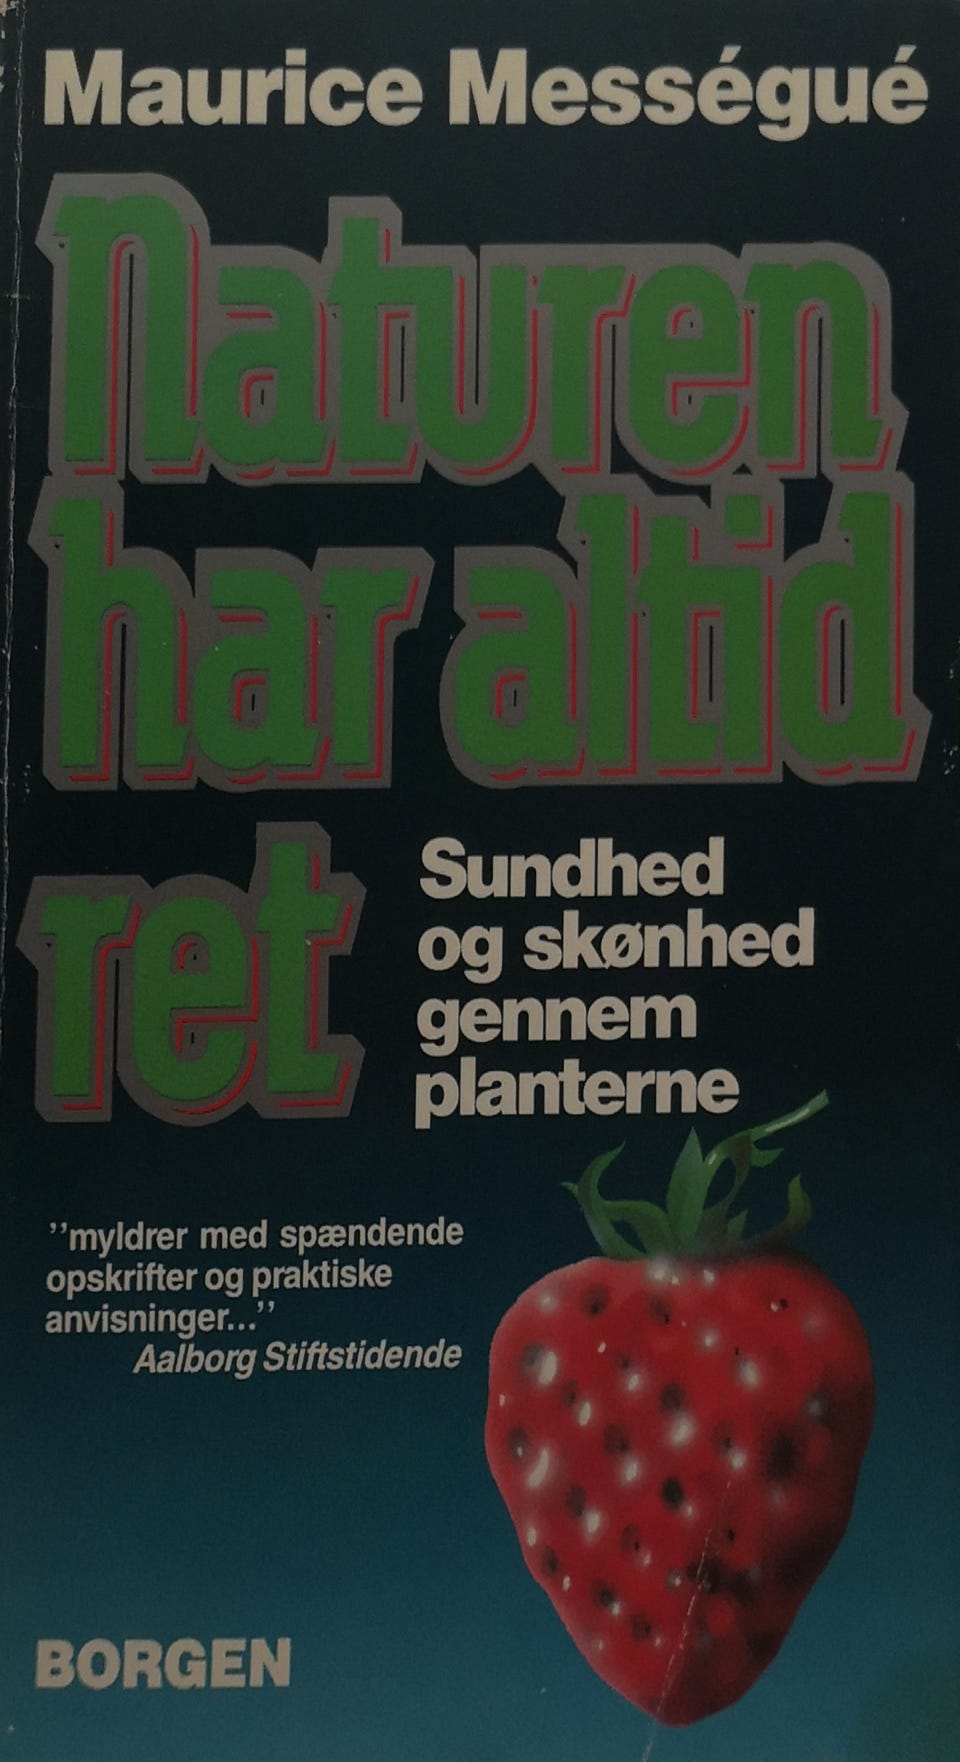 Maurice Mességué
Naturen
har altid
ret
Sundhed
og skønhed
gennem
planterne
”myldrer med spændende
opskrifter og praktiske
anvisninger...”
Aalborg Stiftstidende
BORGEN